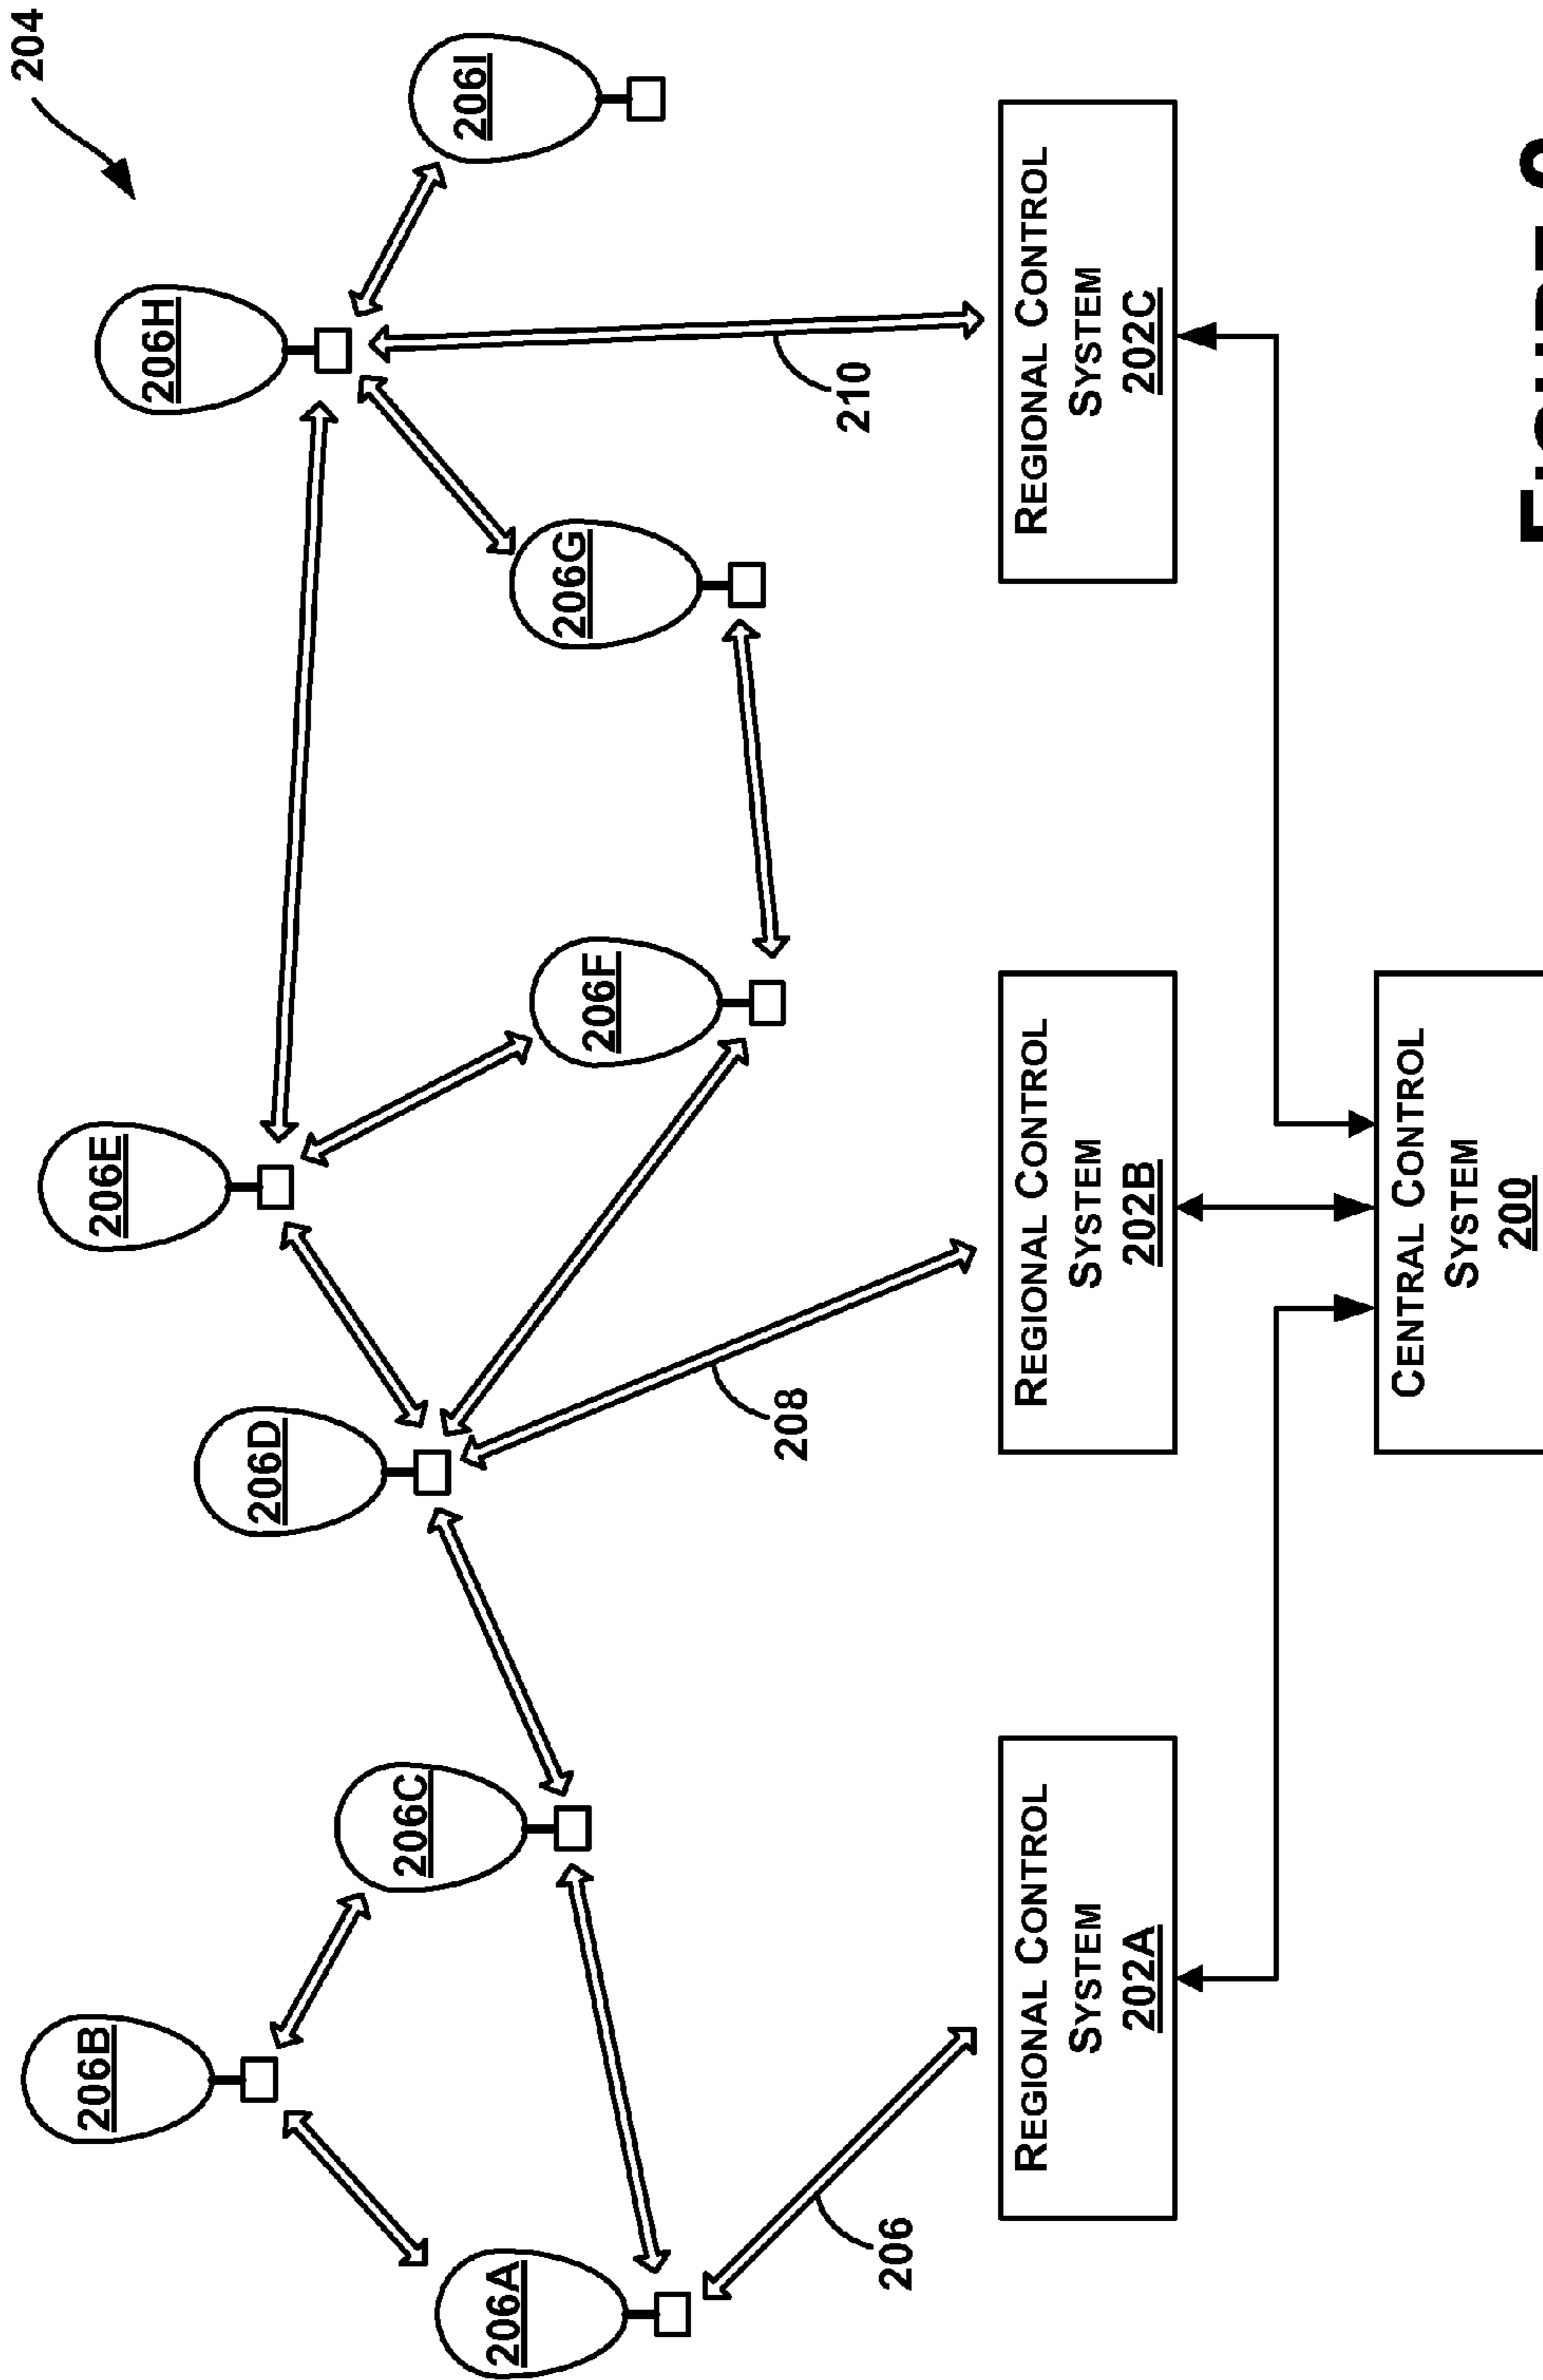 204
206B
206E
206H
206D
206C
206I
206A
206F
206G
206
208
210
REGIONAL CONTROL
SYSTEM
202A
REGIONAL CONTROL
SYSTEM
202B
REGIONAL CONTROL
SYSTEM
202C
CENTRAL CONTROL
SYSTEM
200